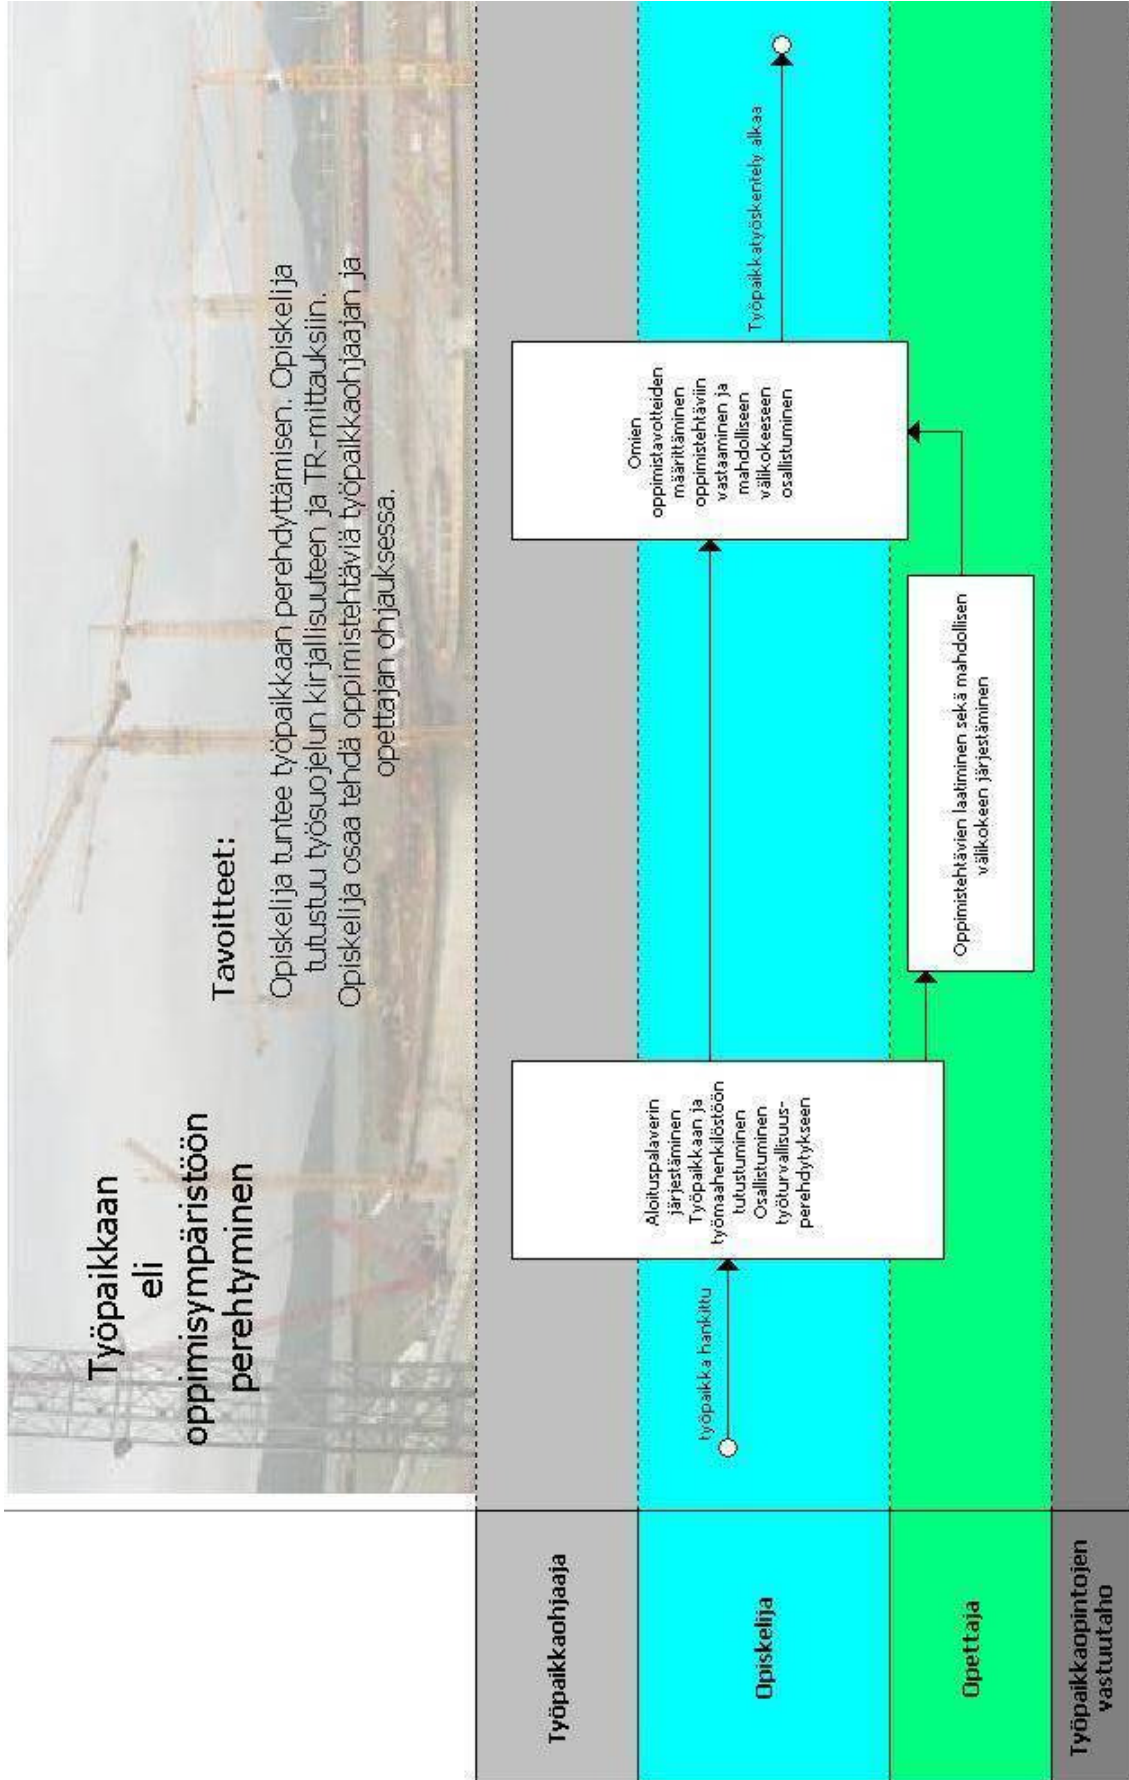 Työpaikkaan
eli
oppimisympäristöön
perehtyminen
Tavoitteet:
Opiskelija tuntee työpaikkaan perehdyttämisen. Opiskelija
tutustuu työsuojelun kirjallisuuteen ja TR-mittauksiin.
Opiskelija osaa tehdä oppimistehtäviä työpaikkaohjaajan ja
opettajan ohjauksessa.
Työpaikkaohjaaja
Opiskelija
Opettaja
Työpaikkaopintojen
vastuutaho
työpaikka hankittu
Aloituspalaverin
järjestäminen
Työpaikkaan ja
työmaahenkilöstöön
tutustuminen
Osallistuminen
työturvallisuus-
perehdytykseen
Oppimistehtävien laatiminen sekä mahdollisen
välikokeen järjestäminen
Omien
oppimistavotteiden
määrittäminen
oppimistehtäviin
vastaaminen ja
mahdolliseen
välikokeeseen
osallistuminen
Työpaikkatyöskentely alkaa